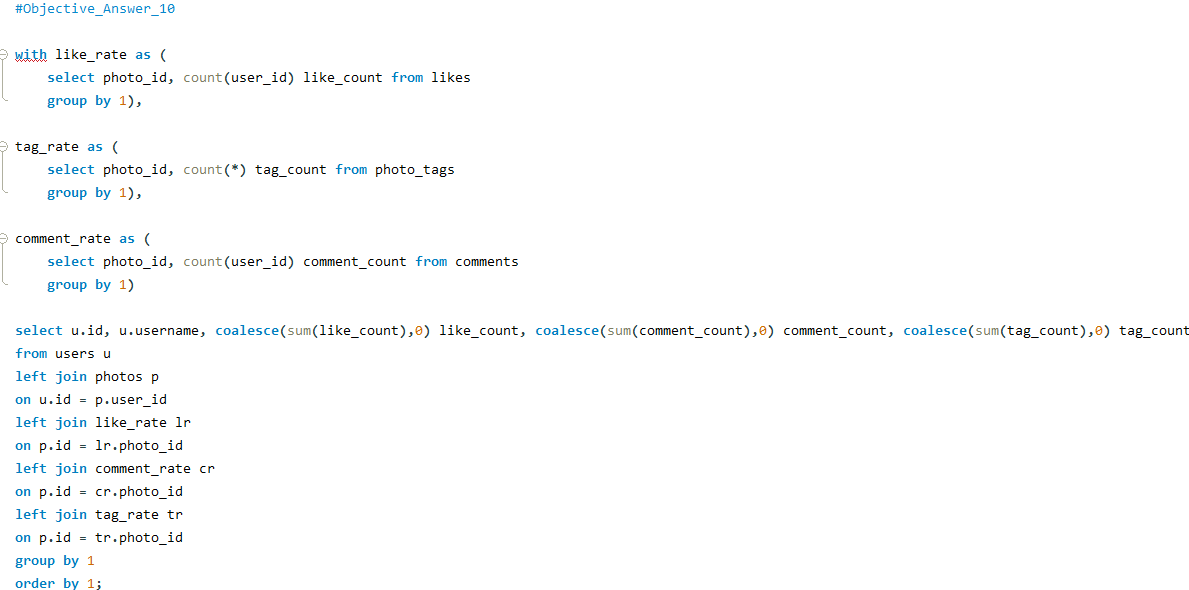 #Objective_Answer_10
with like_rate as (
select photo_id, count(user_id) like_count from likes
group by 1),
tag_rate as (
select photo_id, count(*) tag_count from photo_tags
group by 1),
comment_rate as (
select photo_id, count(user_id) comment_count from comments
group by 1)
select u.id, u.username, coalesce(sum(like_count),0) like_count, coalesce(sum(comment_count),0) comment_count, coalesce(sum(tag_count),0) tag_count
from users u
left join photos p
on u.id = p.user_id
left join like_rate lr
on p.id = lr.photo_id
left join comment_rate cr
on p.id = cr.photo_id
left join tag_rate tr
on p.id = tr.photo_id
group by 1
order by 1;